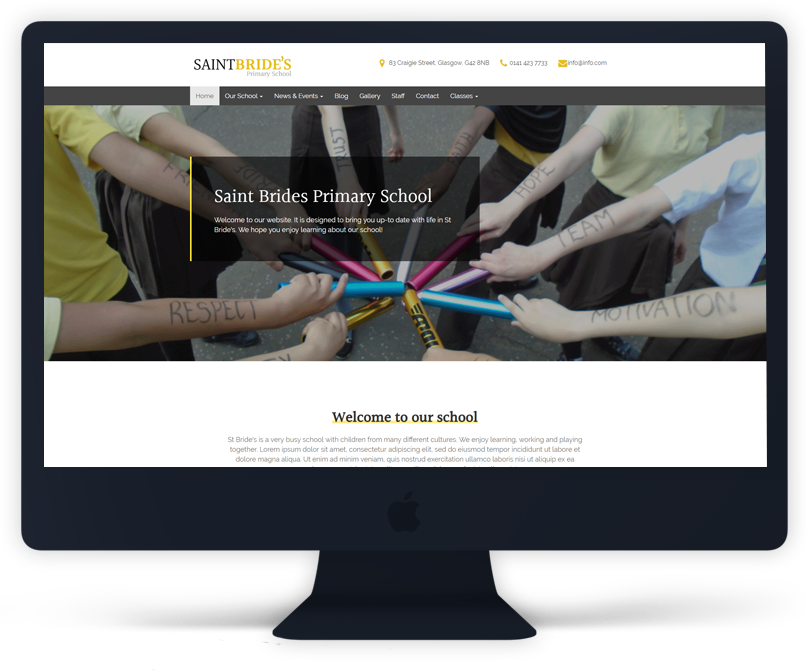 SAINTBRIDE'S
Primary School
83 Craigie Street, Glasgow, G42 8NB
0141 423 7733
info@info.com
Home Our School News & Events Blog Gallery Staff Contact Classes
TRUST
HOPE
TEAM
Saint Brides Primary School
Welcome to our website. It is designed to bring you up-to date with life in St
Bride's. We hope you enjoy learning about our school!
RESPECT
MOTIVATION
Welcome to our school
St Bride's is a very busy school with children from many different cultures. We enjoy learning, working and playing
together. Lorem ipsum dolor sit amet, consectetur adipiscing elit, sed do eiusmod tempor incididunt ut labore et
dolore magna aliqua. Ut enim ad minim veniam, quis nostrud exercitation ullamco laboris nisi ut aliquip ex ea